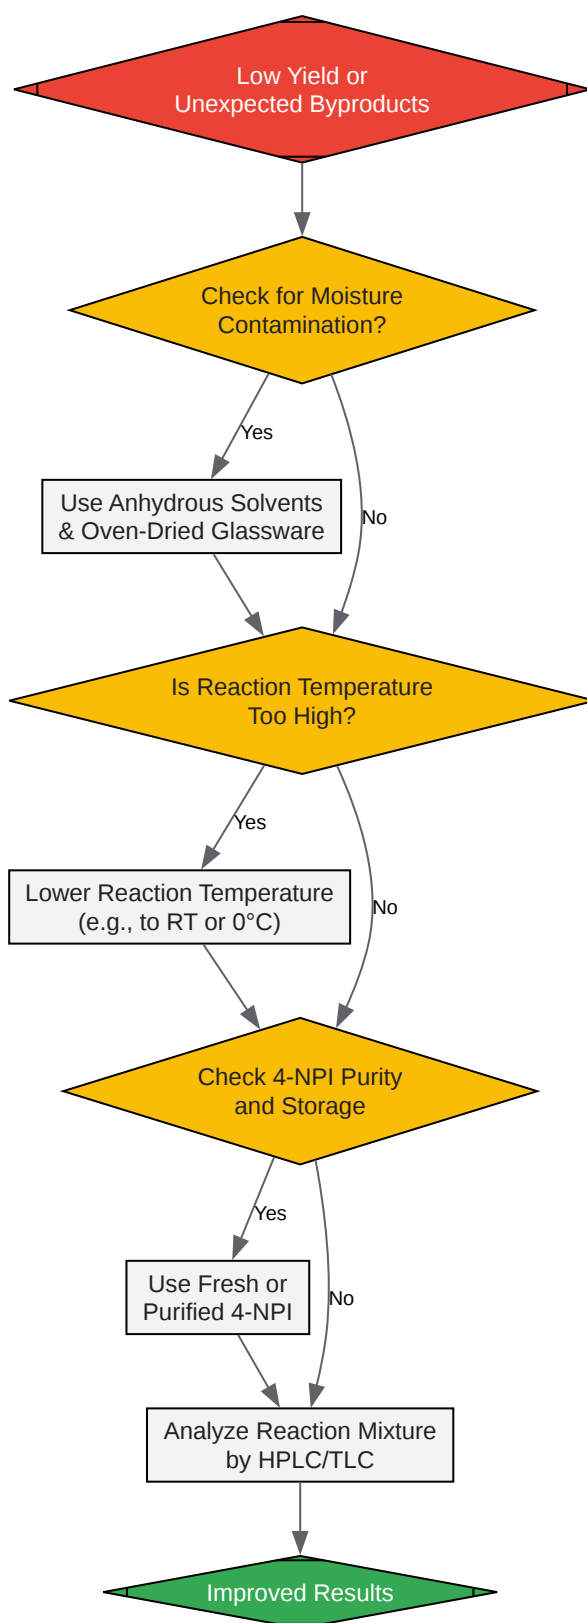 Low Yield or
Unexpected Byproducts
Check for Moisture
Contamination?
Yes
Use Anhydrous Solvents
& Oven-Dried Glassware
No
Is Reaction Temperature
Too High?
Yes
Lower Reaction Temperature
(e.g., to RT or 0°C)
No
Check 4-NPI Purity
and Storage
Yes
Use Fresh or
Purified 4-NPI
No
Analyze Reaction Mixture
by HPLC/TLC
Improved Results